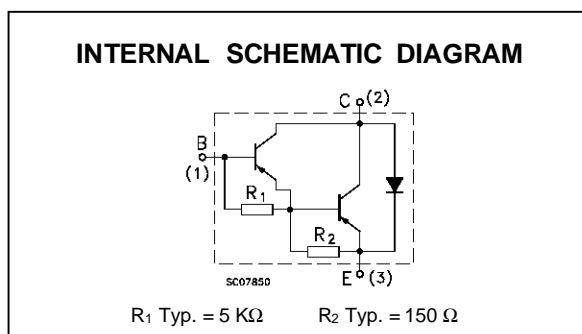 INTERNAL SCHEMATIC DIAGRAM
C (2)
B
(1)
R1
R2
SC07850
E (3)
R1 Typ. = 5 KΩ R2 Typ. = 150 Ω